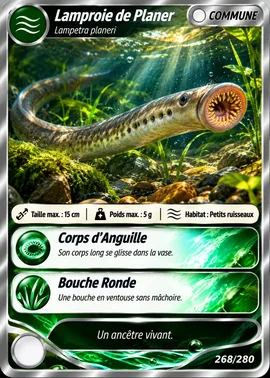 Lamproie de Planer
COMMUNE
Lampetra planeri
Taille max. : 15 cm | Poids max. : 5 g | Habitat : Petits ruisseaux
Corps d'Anguille
Son corps long se glisse dans la vase.
Bouche Ronde
Une bouche en ventouse sans mâchoire.
Un ancêtre vivant.
268/280